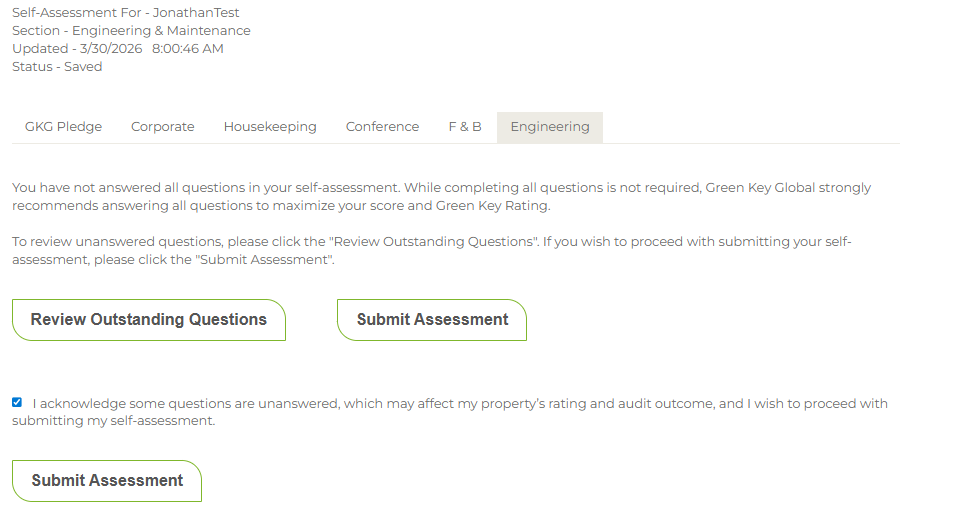 Self-Assessment For - JonathanTest
Section - Engineering & Maintenance
Updated - 3/30/2026 8:00:46 AM
Status - Saved
GKG Pledge Corporate Housekeeping Conference F & B Engineering
You have not answered all questions in your self-assessment. While completing all questions is not required, Green Key Global strongly
recommends answering all questions to maximize your score and Green Key Rating.
To review unanswered questions, please click the "Review Outstanding Questions". If you wish to proceed with submitting your self-
assessment, please click the "Submit Assessment".
Review Outstanding Questions Submit Assessment
I acknowledge some questions are unanswered, which may affect my property’s rating and audit outcome, and I wish to proceed with
submitting my self-assessment.
Submit Assessment